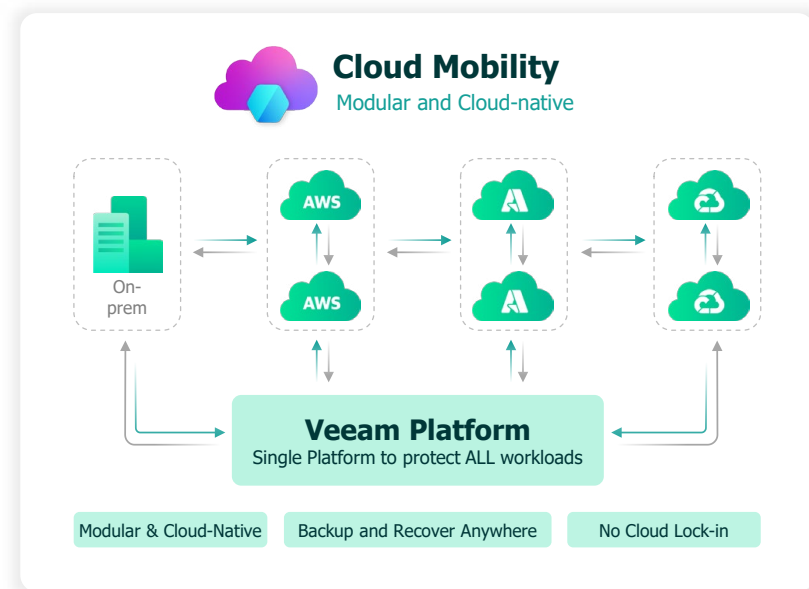 Cloud Mobility
Modular and Cloud-native
AWS
AWS
On-
prem
Veeam Platform
Single Platform to protect ALL workloads
Modular & Cloud-Native
Backup and Recover Anywhere
No Cloud Lock-in